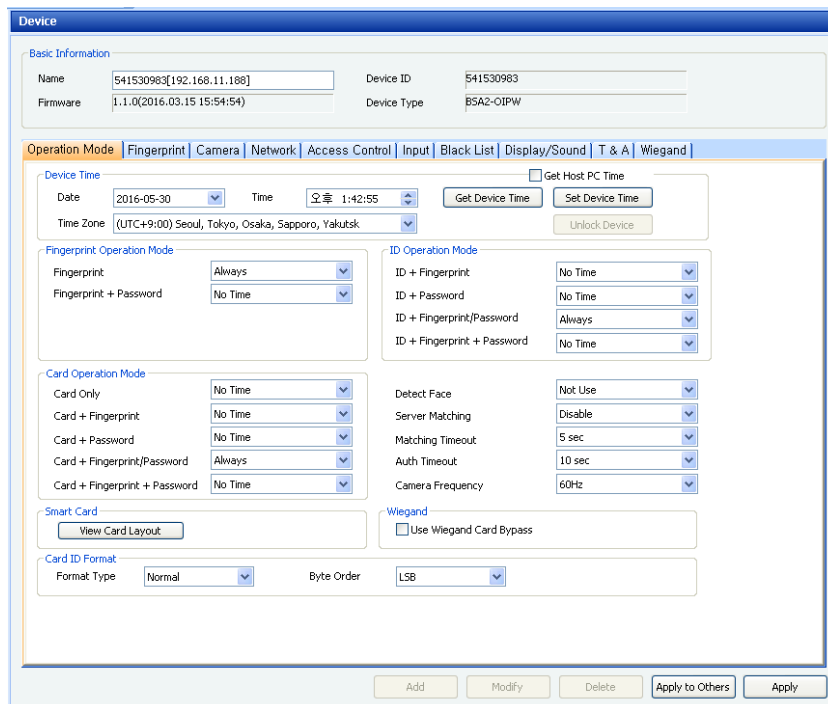 Device
Basic Information
Name 541530983[192.168.11.188] Device ID 541530983
Firmware 1.1.0(2016.03.15 15:54:54) Device Type BSA2-OIPW
Operation Mode Fingerprint Camera Network Access Control Input Black List Display/Sound T & A Wiegand
Device Time Get Host PC Time
Date 2016-05-30 Time 오후 1:42:55 Get Device Time Set Device Time
Time Zone (UTC+9:00) Seoul, Tokyo, Osaka, Sapporo, Yakutsk Unlock Device
Fingerprint Operation Mode
Fingerprint Always
Fingerprint + Password No Time
ID Operation Mode
ID + Fingerprint No Time
ID + Password No Time
ID + Fingerprint/Password Always
ID + Fingerprint + Password No Time
Card Operation Mode
Card Only No Time
Card + Fingerprint No Time
Card + Password No Time
Card + Fingerprint/Password Always
Card + Fingerprint + Password No Time
Detect Face Not Use
Server Matching Disable
Matching Timeout 5 sec
Auth Timeout 10 sec
Camera Frequency 60Hz
Smart Card
View Card Layout
Wiegand
Use Wiegand Card Bypass
Card ID Format
Format Type Normal Byte Order LSB
Add Modify Delete Apply to Others Apply